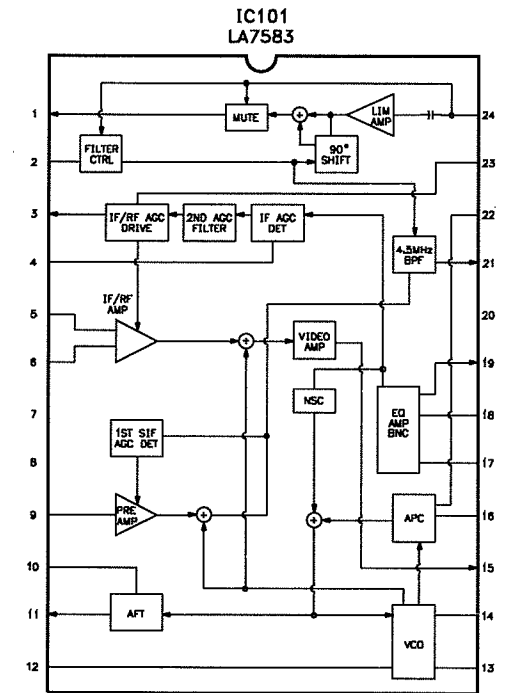 IC101
LA7583
1
MUTE
+
LIM
AMP
24
FILTER
CTRL
90°
SHIFT
2
23
3
IF/RF AGC
DRIVE
2ND AGC
FILTER
IF AGC
DET
22
4
4.5MHz
BPF
21
IF/RF
AMP
5
20
+
VIDEO
AMP
6
19
NSC
7
EQ
AMP
BNC
18
1ST SIF
AGC DET
8
17
9
PRE
AMP
+
+
APC
16
10
15
11
AFT
14
VCO
12
13